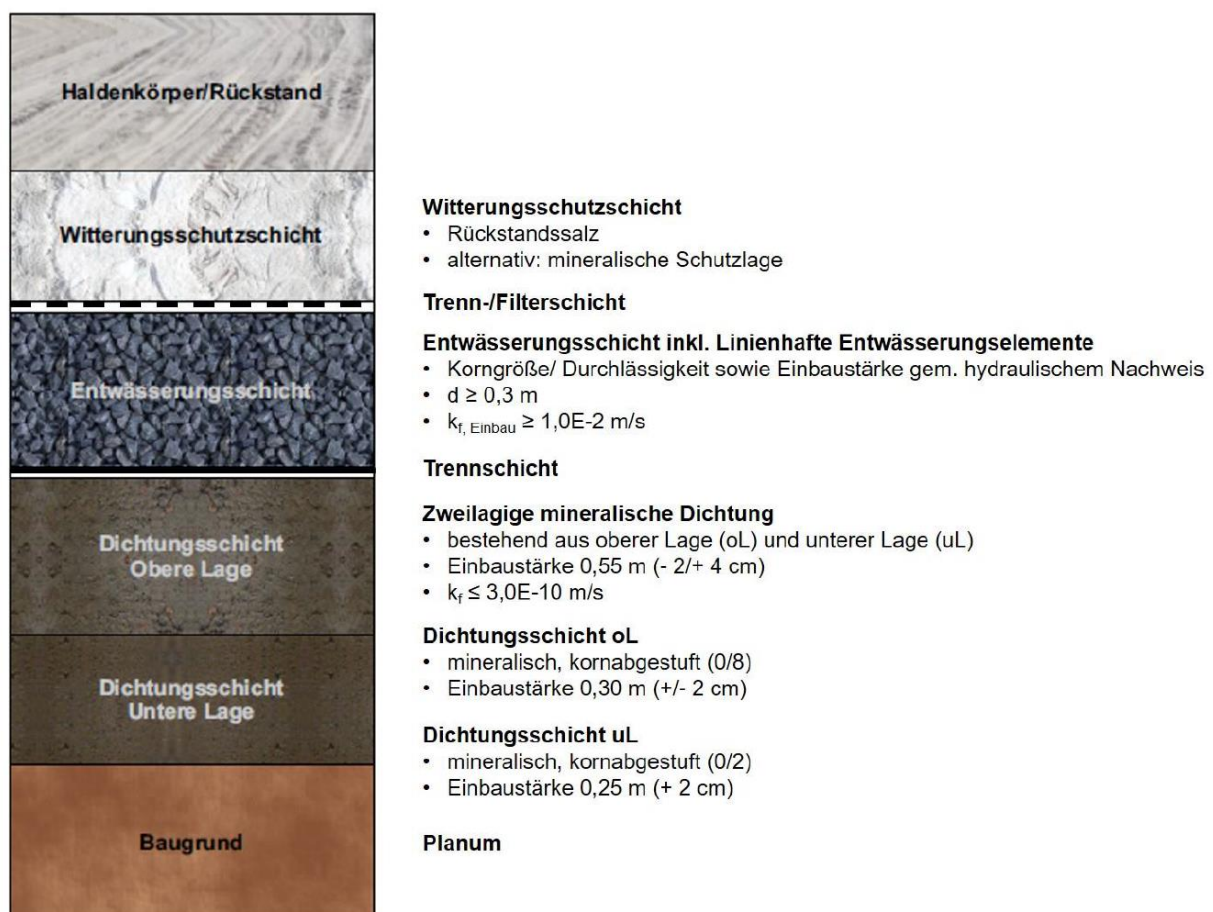 Haldenkörper/Rückstand
Witterungsschutzschicht
Entwässerungsschicht
Dichtungsschicht
Obere Lage
Dichtungsschicht
Untere Lage
Baugrund
Witterungsschutzschicht
• Rückstandssalz
• alternativ: mineralische Schutzlage
Trenn-/Filterschicht
Entwässerungsschicht inkl. Linienhafte Entwässerungselemente
• Korngröße/ Durchlässigkeit sowie Einbaustärke gem. hydraulischem Nachweis
• d ≥ 0,3 m
• kf, Einbau ≥ 1,0E-2 m/s
Trennschicht
Zweilagige mineralische Dichtung
• bestehend aus oberer Lage (oL) und unterer Lage (uL)
• Einbaustärke 0,55 m (- 2/+ 4 cm)
• kf ≤ 3,0E-10 m/s
Dichtungsschicht oL
• mineralisch, kornabgestuft (0/8)
• Einbaustärke 0,30 m (+/- 2 cm)
Dichtungsschicht uL
• mineralisch, kornabgestuft (0/2)
• Einbaustärke 0,25 m (+ 2 cm)
Planum